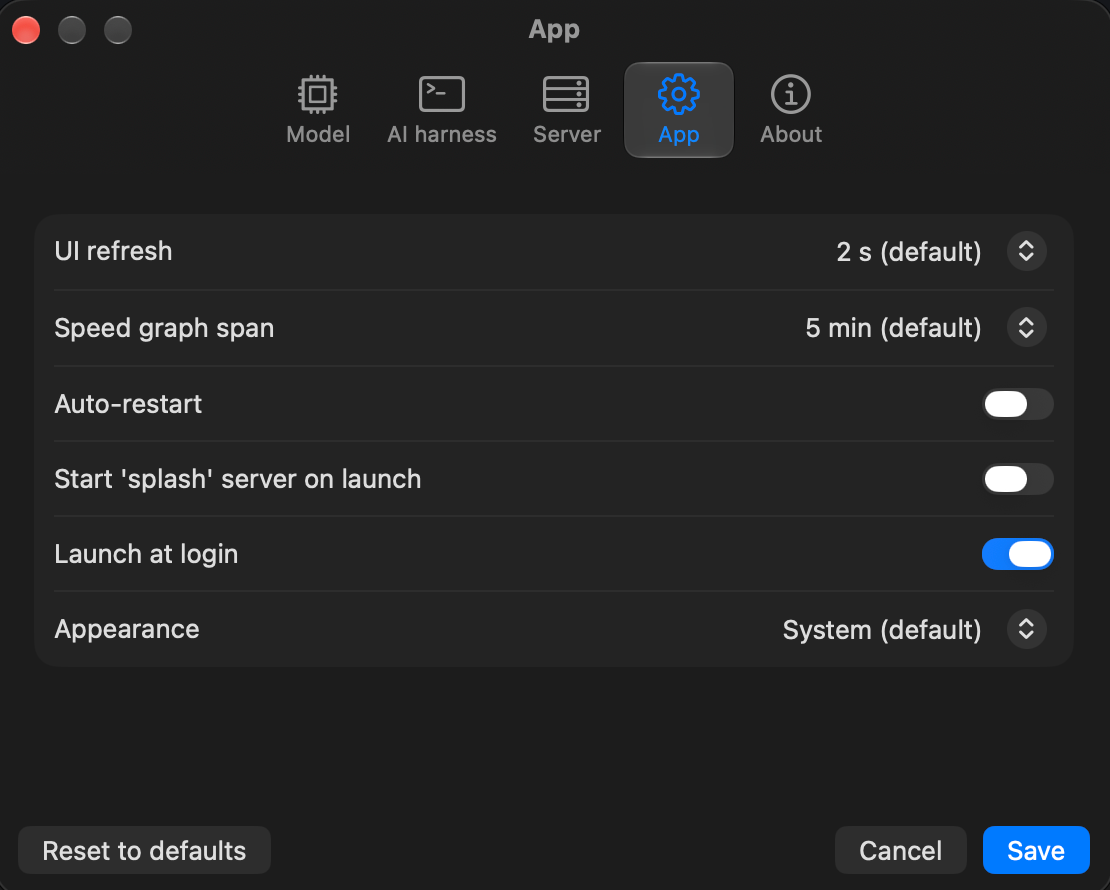 App
Model
AI harness
Server
App
About
UI refresh
2 s (default)
Speed graph span
5 min (default)
Auto-restart
Start 'splash' server on launch
Launch at login
Appearance
System (default)
Reset to defaults
Cancel
Save